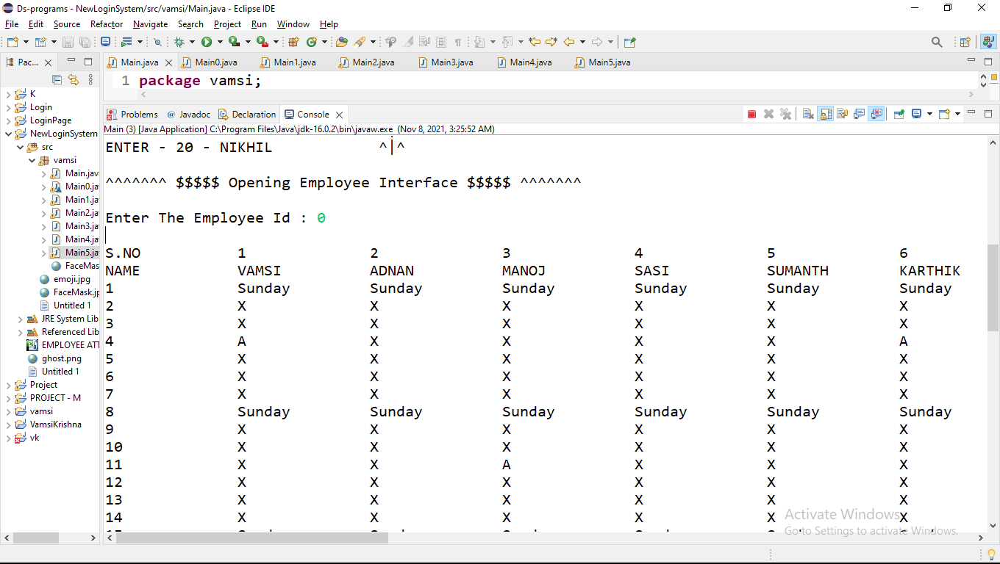 Ds-programs - NewLoginSystem/src/vamsi/Main.java - Eclipse IDE
File Edit Source Refactor Navigate Search Project Run Window Help
Pac...
Main.java Main0.java Main1.java Main2.java Main3.java Main4.java Main5.java
1 package vamsi;
K
Login
LoginPage
NewLoginSystem
src
vamsi
Main.jav
Main0.ja
Main1.ja
Main2.ja
Main3.ja
Main4.ja
Main5.ja
FaceMas
emoji.jpg
FaceMask.jp
Untitled 1
JRE System Lib
Referenced Lib
EMPLOYEE ATT
ghost.png
Untitled 1
Project
PROJECT - M
vamsi
VamsiKrishna
vk
Problems @ Javadoc Declaration Console
Main (3) [Java Application] C:\Program Files\Java\jdk-16.0.2\bin\javaw.exe (Nov 8, 2021, 3:25:52 AM)
ENTER - 20 - NIKHIL ^|^
^^^^^^^ $$$$$ Opening Employee Interface $$$$$ ^^^^^^^
Enter The Employee Id : 0
S.NO 1 2 3 4 5 6
NAME VAMSI ADNAN MANOJ SASI SUMANTH KARTHIK
1 Sunday Sunday Sunday Sunday Sunday Sunday
2 X X X X X X
3 X X X X X X
4 A X X X X A
5 X X X X X X
6 X X X X X X
7 X X X X X X
8 Sunday Sunday Sunday Sunday Sunday Sunday
9 X X X X X X
10 X X X X X X
11 X X A X X X
12 X X X X X X
13 X X X X X X
14 X X X X X X
Activate Windows
Go to Settings to activate Windows.